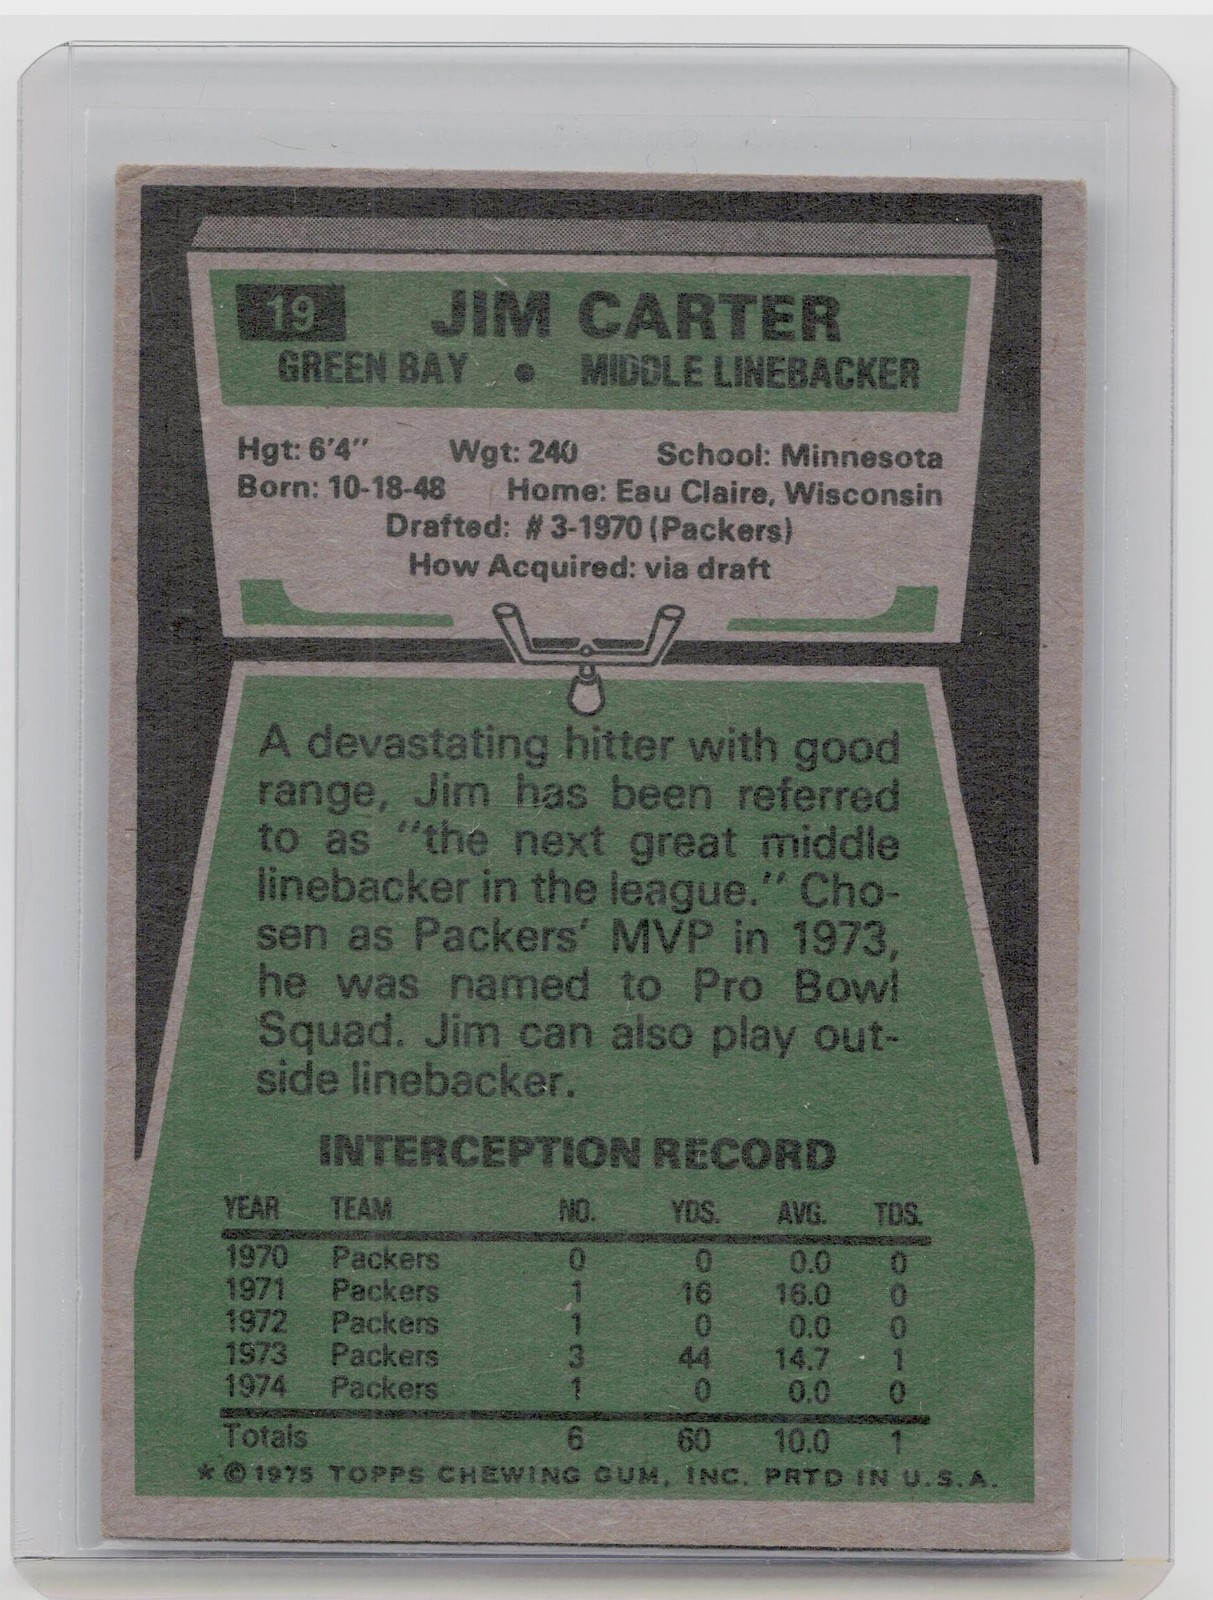 19 JIM CARTER
GREEN BAY • MIDDLE LINEBACKER
Hgt: 6'4" Wgt: 240 School: Minnesota
Born: 10-18-48 Home: Eau Claire, Wisconsin
Drafted: #3-1970 (Packers)
How Acquired: via draft
A devastating hitter with good
range, Jim has been referred
to as "the next great middle
linebacker in the league." Cho-
sen as Packers' MVP in 1973,
he was named to Pro Bowl
Squad. Jim can also play out-
side linebacker.
INTERCEPTION RECORD
YEAR TEAM NO. YDS. AVG. TDS.
1970 Packers 0 0 0.0 0
1971 Packers 1 16 16.0 0
1972 Packers 1 0 0.0 0
1973 Packers 3 44 14.7 1
1974 Packers 1 0 0.0 0
Totals 6 60 10.0 1
* © 1975 TOPPS CHEWING GUM, INC. PRTD IN U.S.A.